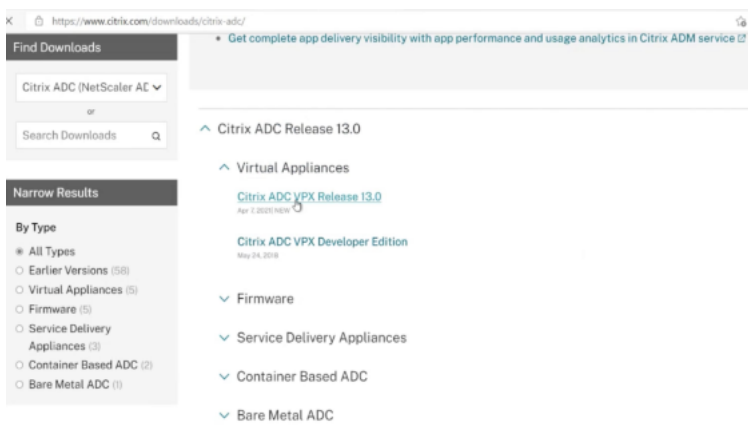 https://www.citrix.com/downloads/citrix-adc/
Find Downloads
Citrix ADC (NetScaler AD
or
Search Downloads
Narrow Results
By Type
All Types
Earlier Versions (58)
Virtual Appliances (5)
Firmware (5)
Service Delivery
Appliances (3)
Container Based ADC (2)
Bare Metal ADC (1)
Get complete app delivery visibility with app performance and usage analytics in Citrix ADM service
Citrix ADC Release 13.0
Virtual Appliances
Citrix ADC VPX Release 13.0
Apr 7, 2021 NEW
Citrix ADC VPX Developer Edition
May 24, 2018
Firmware
Service Delivery Appliances
Container Based ADC
Bare Metal ADC